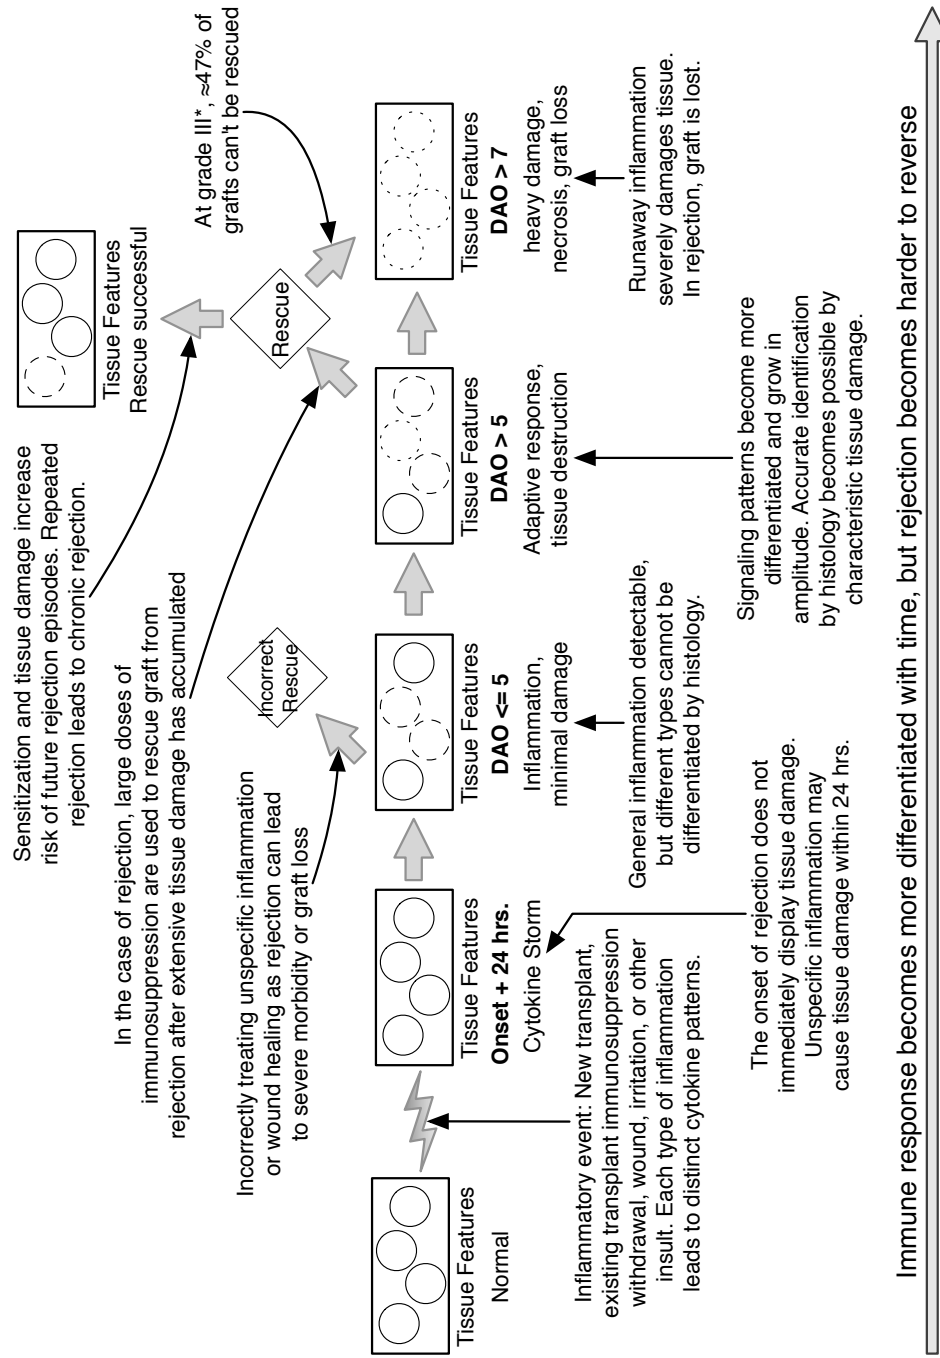 Sensitization and tissue damage increase
risk of future rejection episodes. Repeated
rejection leads to chronic rejection.
Tissue Features
Rescue successful
At grade III*, ≈47% of
grafts can't be rescued
In the case of rejection, large doses of
immunosuppression are used to rescue graft from
rejection after extensive tissue damage has accumulated
Incorrectly treating unspecific inflammation
or wound healing as rejection can lead
to severe morbidity or graft loss
Incorrect
Rescue
Rescue
Tissue Features
Normal
Tissue Features
Onset + 24 hrs.
Cytokine Storm
Tissue Features
DAO <= 5
Inflammation,
minimal damage
Tissue Features
DAO > 5
Adaptive response,
tissue destruction
Tissue Features
DAO > 7
heavy damage,
necrosis, graft loss
Inflammatory event: New transplant,
existing transplant immunosuppression
withdrawal, wound, irritation, or other
insult. Each type of inflammation
leads to distinct cytokine patterns.
General inflammation detectable,
but different types cannot be
differentiated by histology.
Runaway inflammation
severely damages tissue.
In rejection, graft is lost.
The onset of rejection does not
immediately display tissue damage.
Unspecific inflammation may
cause tissue damage within 24 hrs.
Signaling patterns become more
differentiated and grow in
amplitude. Accurate identification
by histology becomes possible by
characteristic tissue damage.
Immune response becomes more differentiated with time, but rejection becomes harder to reverse